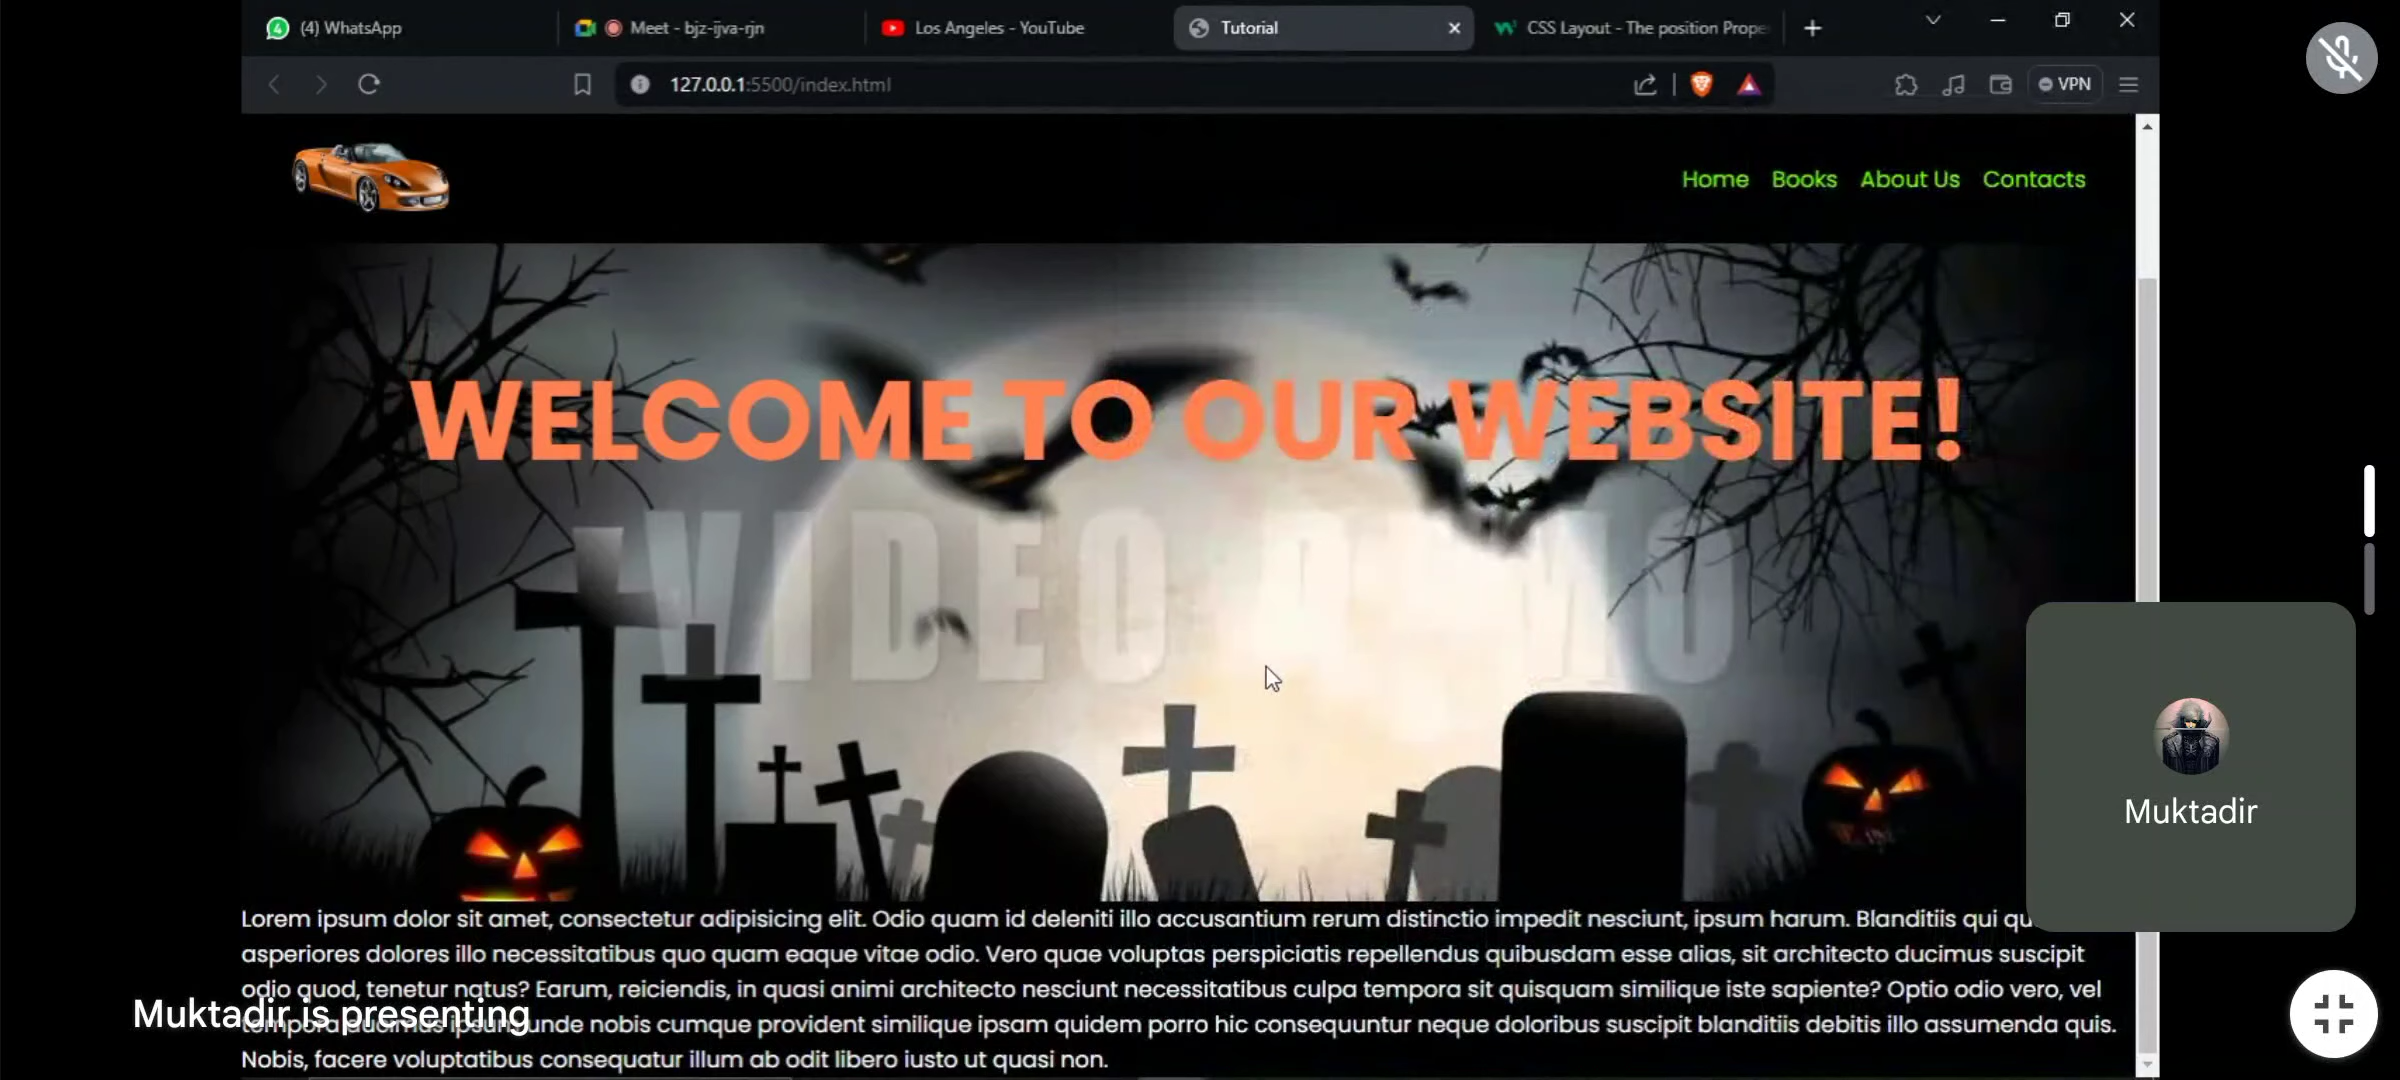 (4) WhatsApp
Meet - bjz-ijva-rjn
Los Angeles - YouTube
Tutorial
CSS Layout - The position Prope
127.0.0.1:5500/index.html
VPN
Home Books About Us Contacts
WELCOME TO OUR WEBSITE!
VIDEO DEMO
Muktadir
Lorem ipsum dolor sit amet, consectetur adipisicing elit. Odio quam id deleniti illo accusantium rerum distinctio impedit nesciunt, ipsum harum. Blanditiis qui qu
asperiores dolores illo necessitatibus quo quam eaque vitae odio. Vero quae voluptas perspiciatis repellendus quibusdam esse alias, sit architecto ducimus suscipit
odio quod, tenetur natus? Earum, reiciendis, in quasi animi architecto nesciunt necessitatibus culpa tempora sit quisquam similique iste sapiente? Optio odio vero, vel
Muktadir is presenting
unde nobis cumque provident similique ipsam quidem porro hic consequuntur neque doloribus suscipit blanditiis debitis illo assumenda quis.
Nobis, facere voluptatibus consequatur illum ab odit libero iusto ut quasi non.